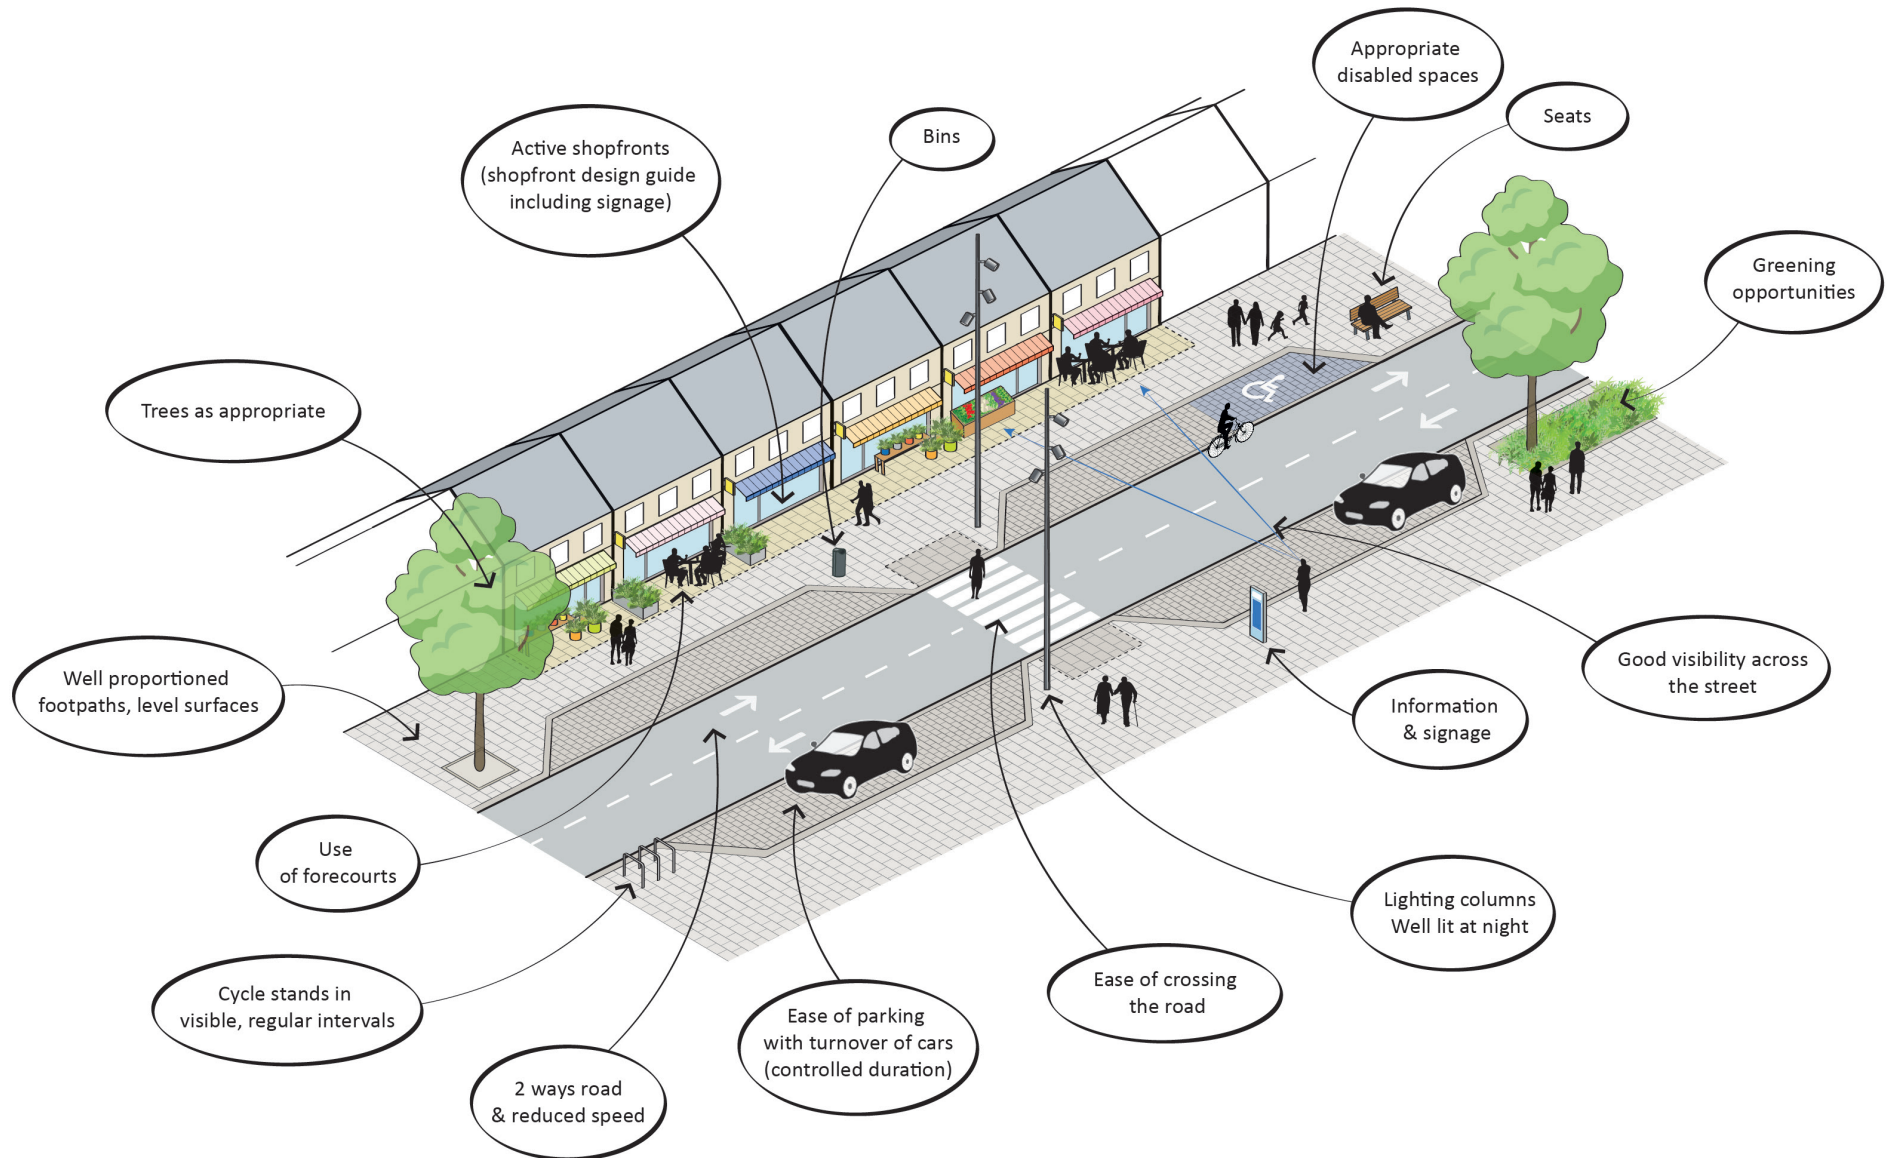 Appropriate
disabled spaces
Seats
Active shopfronts
(shopfront design guide
including signage)
Bins
Greening
opportunities
Trees as appropriate
Well proportioned
footpaths, level surfaces
Good visibility across
the street
Information
& signage
Use
of forecourts
Lighting columns
Well lit at night
Cycle stands in
visible, regular intervals
Ease of crossing
the road
Ease of parking
with turnover of cars
(controlled duration)
2 ways road
& reduced speed